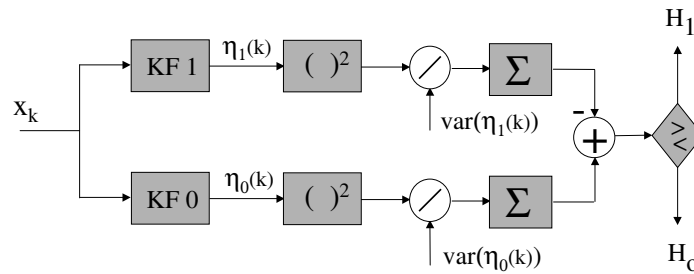 H₁
KF 1
η₁(k)
( )²
/
Σ
-
var(η₁(k))
xₖ
+
><
KF 0
η₀(k)
( )²
/
Σ
var(η₀(k))
H₀